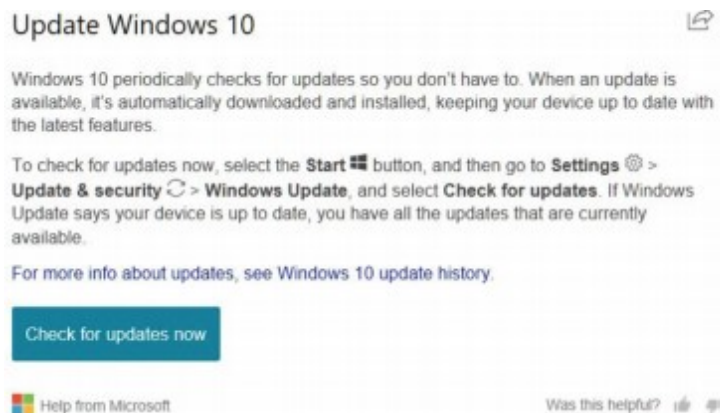 Update Windows 10
Windows 10 periodically checks for updates so you don't have to. When an update is
available, it's automatically downloaded and installed, keeping your device up to date with
the latest features.
To check for updates now, select the Start button, and then go to Settings >
Update & security > Windows Update, and select Check for updates. If Windows
Update says your device is up to date, you have all the updates that are currently
available.
For more info about updates, see Windows 10 update history.
Check for updates now
Help from Microsoft
Was this helpful?